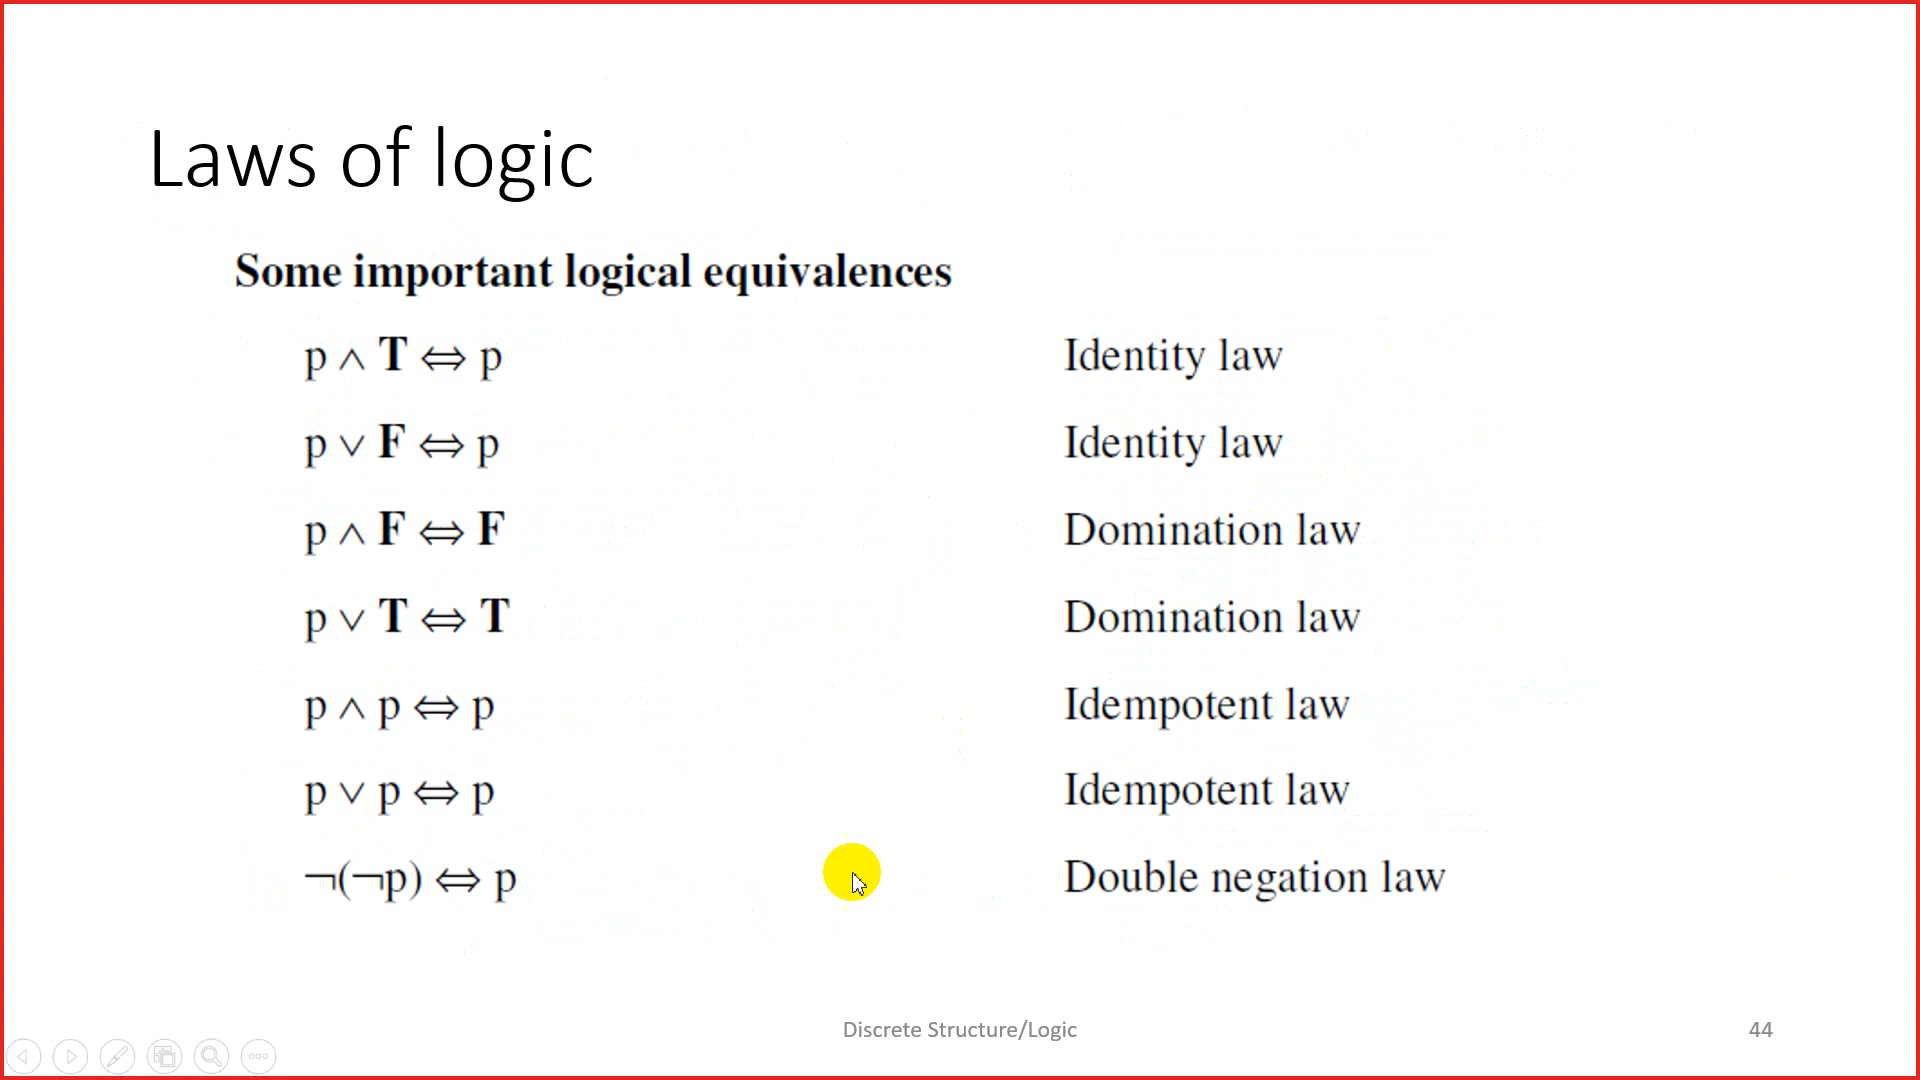 Laws of logic
Some important logical equivalences
p ∧ T ⇔ p Identity law
p ∨ F ⇔ p Identity law
p ∧ F ⇔ F Domination law
p ∨ T ⇔ T Domination law
p ∧ p ⇔ p Idempotent law
p ∨ p ⇔ p Idempotent law
¬(¬p) ⇔ p Double negation law
Discrete Structure/Logic 44